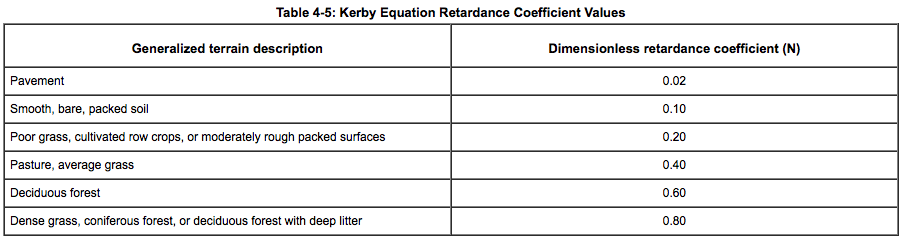 Table 4-5: Kerby Equation Retardance Coefficient Values
Generalized terrain description Dimensionless retardance coefficient (N)
Pavement 0.02
Smooth, bare, packed soil 0.10
Poor grass, cultivated row crops, or moderately rough packed surfaces 0.20
Pasture, average grass 0.40
Deciduous forest 0.60
Dense grass, coniferous forest, or deciduous forest with deep litter 0.80